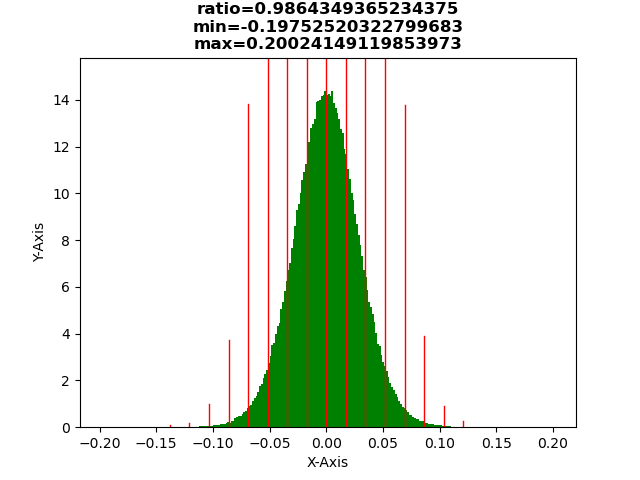 ratio=0.9864349365234375
min=-0.19752520322799683
max=0.20024149119853973
14
12
10
8
6
4
2
0
Y-Axis
−0.20 −0.15 −0.10 −0.05 0.00 0.05 0.10 0.15 0.20
X-Axis